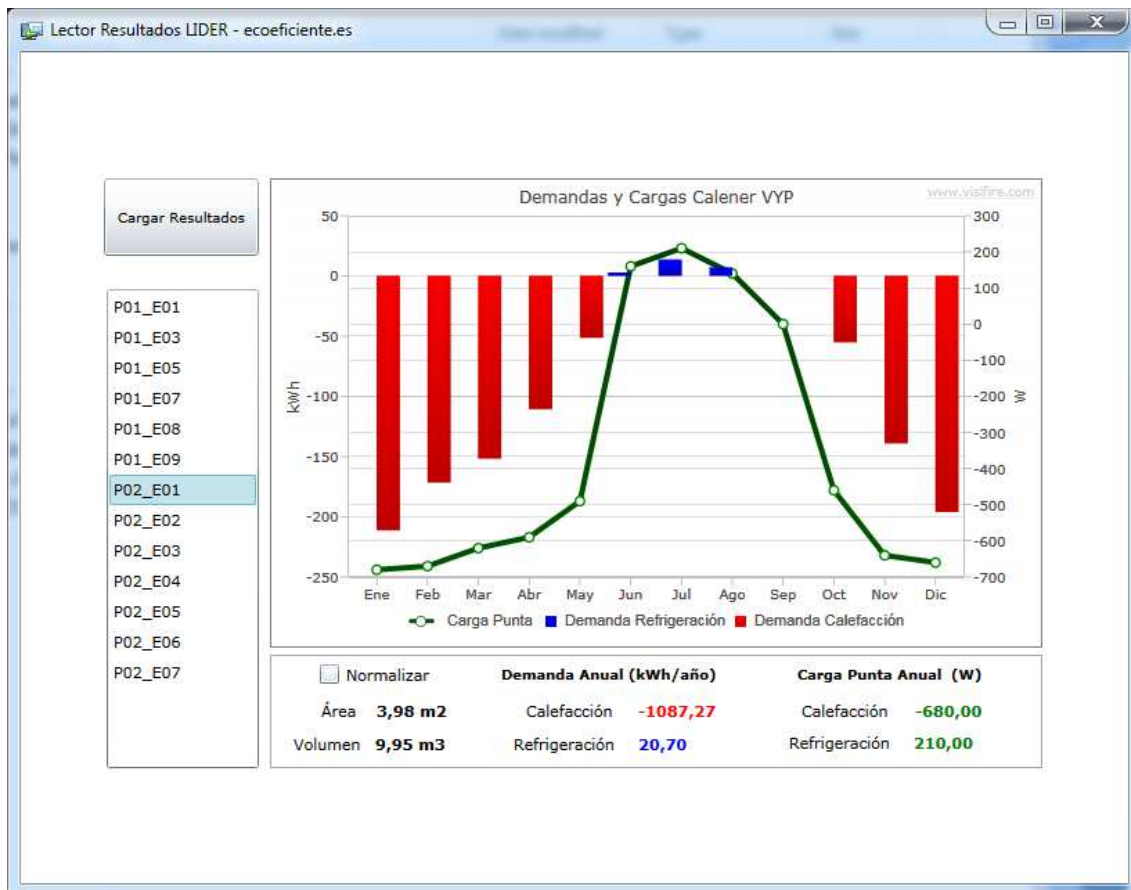 Lector Resultados LIDER - ecoeficiente.es
Cargar Resultados
P01_E01
P01_E03
P01_E05
P01_E07
P01_E08
P01_E09
P02_E01
P02_E02
P02_E03
P02_E04
P02_E05
P02_E06
P02_E07
Demandas y Cargas Calener VYP
www.visifire.com
kWh
50
0
-50
-100
-150
-200
-250
300
200
100
0
-100
-200
-300
-400
-500
-600
-700
W
Ene Feb Mar Abr May Jun Jul Ago Sep Oct Nov Dic
Carga Punta Demanda Refrigeración Demanda Calefacción
Normalizar Demanda Anual (kWh/año) Carga Punta Anual (W)
Área 3,98 m2 Calefacción -1087,27 Calefacción -680,00
Volumen 9,95 m3 Refrigeración 20,70 Refrigeración 210,00